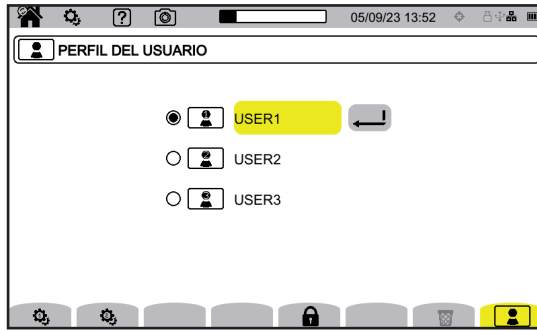 05/09/23 13:52
PERFIL DEL USUARIO
USER1
USER2
USER3